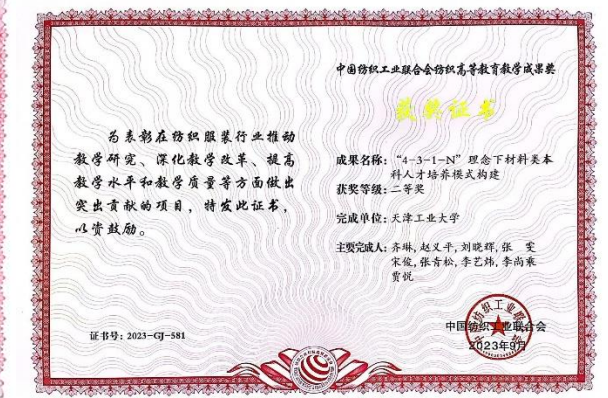 为表彰在纺织服装行业推动
教学研究、深化教学改革、提高
教学水平和教学质量等方面做出
突出贡献的项目，特发此证书，
以资鼓励。
证书号：2023-GJ-581
中国纺织工业联合会纺织高等教育教学成果奖
获奖证书
成果名称：“4-3-1-N”理念下材料类本
科人才培养模式构建
获奖等级：二等奖
完成单位：天津工业大学
主要完成人：齐琳,赵义平,刘晓辉,张雯
宋俊,张青松,李艺炜,李尚乘
贾悦
中国纺织工业联合会
2023年9月